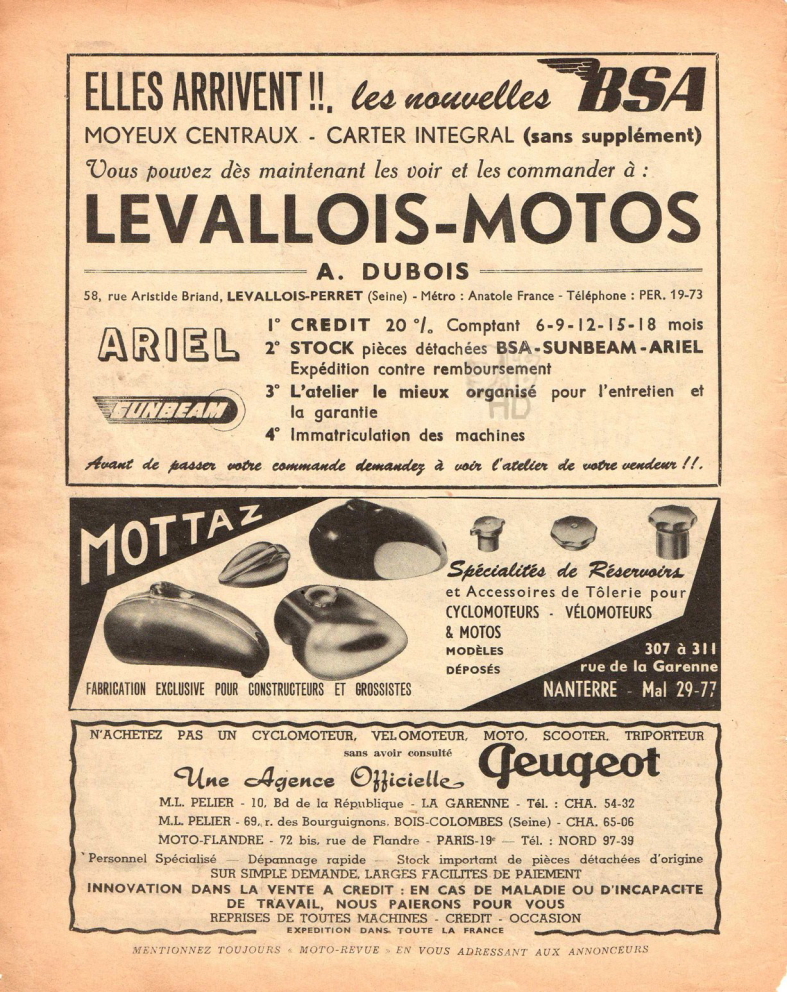 ELLES ARRIVENT !!. les nouvelles BSA
MOYEUX CENTRAUX - CARTER INTEGRAL (sans supplément)
Vous pouvez dès maintenant les voir et les commander à :
LEVALLOIS-MOTOS
A. DUBOIS
58, rue Aristide Briand, LEVALLOIS-PERRET (Seine) - Métro : Anatole France - Téléphone : PER. 19-73
ARIEL
SUNBEAM
1° CREDIT 20 °/. Comptant 6-9-12-15-18 mois
2° STOCK pièces détachées BSA-SUNBEAM-ARIEL
Expédition contre remboursement
3° L'atelier le mieux organisé pour l'entretien et
la garantie
4° Immatriculation des machines
Avant de passer votre commande demandez à voir l'atelier de votre vendeur !!.
MOTTAZ
Spécialités de Réservoirs
et Accessoires de Tôlerie pour
CYCLOMOTEURS - VÉLOMOTEURS
& MOTOS
MODÈLES
DÉPOSÉS
307 à 311
rue de la Garenne
NANTERRE - Mal 29-77
FABRICATION EXCLUSIVE POUR CONSTRUCTEURS ET GROSSISTES
N'ACHETEZ PAS UN CYCLOMOTEUR, VELOMOTEUR, MOTO, SCOOTER, TRIPORTEUR
sans avoir consulté
Une Agence Officielle Peugeot
M.L. PELIER - 10, Bd de la République - LA GARENNE - Tél. : CHA. 54-32
M.L. PELIER - 69, r. des Bourguignons, BOIS-COLOMBES (Seine) - CHA. 65-06
MOTO-FLANDRE - 72 bis, rue de Flandre - PARIS-19e — Tél. : NORD 97-39
Personnel Spécialisé — Dépannage rapide — Stock important de pièces détachées d'origine
SUR SIMPLE DEMANDE, LARGES FACILITES DE PAIEMENT
INNOVATION DANS LA VENTE A CREDIT : EN CAS DE MALADIE OU D'INCAPACITE
DE TRAVAIL, NOUS PAIERONS POUR VOUS
REPRISES DE TOUTES MACHINES - CREDIT - OCCASION
EXPEDITION DANS TOUTE LA FRANCE
MENTIONNEZ TOUJOURS « MOTO-REVUE » EN VOUS ADRESSANT AUX ANNONCEURS